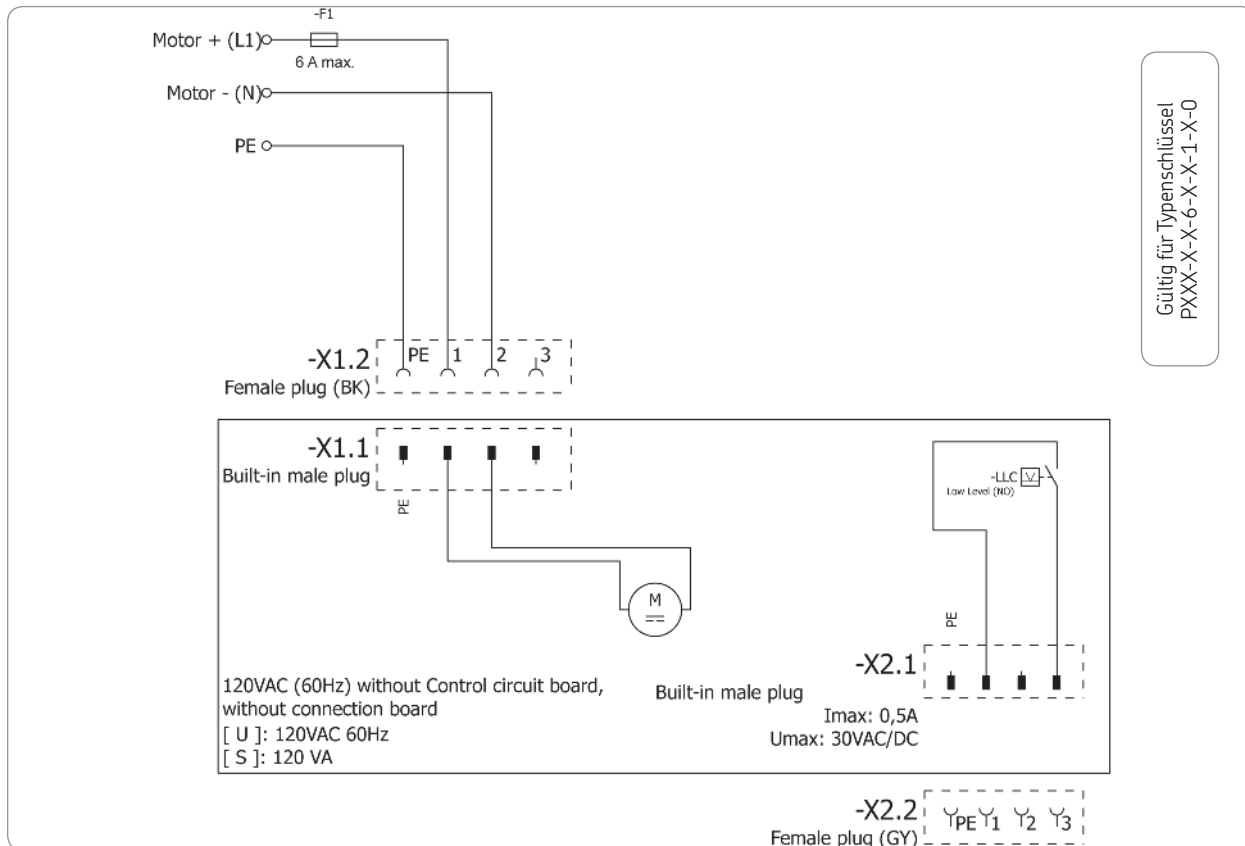 -F1
Motor + (L1)
6 A max.
Motor - (N)
PE
Gültig für Typenschlüssel
PXXX-X-X-6-X-X-1-X-0
-X1.2
PE 1 2 3
Female plug (BK)
-X1.1
Built-in male plug
PE
-LLC
Low Level (NO)
M
PE
-X2.1
Built-in male plug
Imax: 0,5A
Umax: 30VAC/DC
120VAC (60Hz) without Control circuit board,
without connection board
[ U ]: 120VAC 60Hz
[ S ]: 120 VA
-X2.2
PE 1 2 3
Female plug (GY)